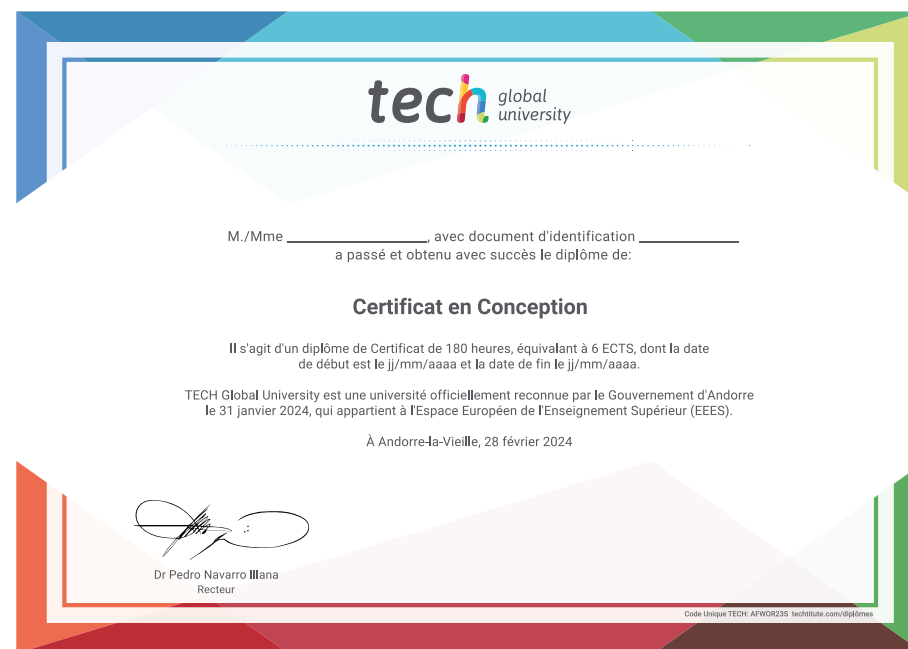 tech global university
M./Mme ____________, avec document d'identification ____________
a passé et obtenu avec succès le diplôme de:
Certificat en Conception
Il s'agit d'un diplôme de Certificat de 180 heures, équivalant à 6 ECTS, dont la date
de début est le jj/mm/aaaa et la date de fin le jj/mm/aaaa.
TECH Global University est une université officiellement reconnue par le Gouvernement d'Andorre
le 31 janvier 2024, qui appartient à l'Espace Européen de l'Enseignement Supérieur (EEES).
À Andorre-la-Vieille, 28 février 2024
Dr Pedro Navarro Illana
Recteur
Code Unique TECH: AFWOR23S techtitute.com/diplômes